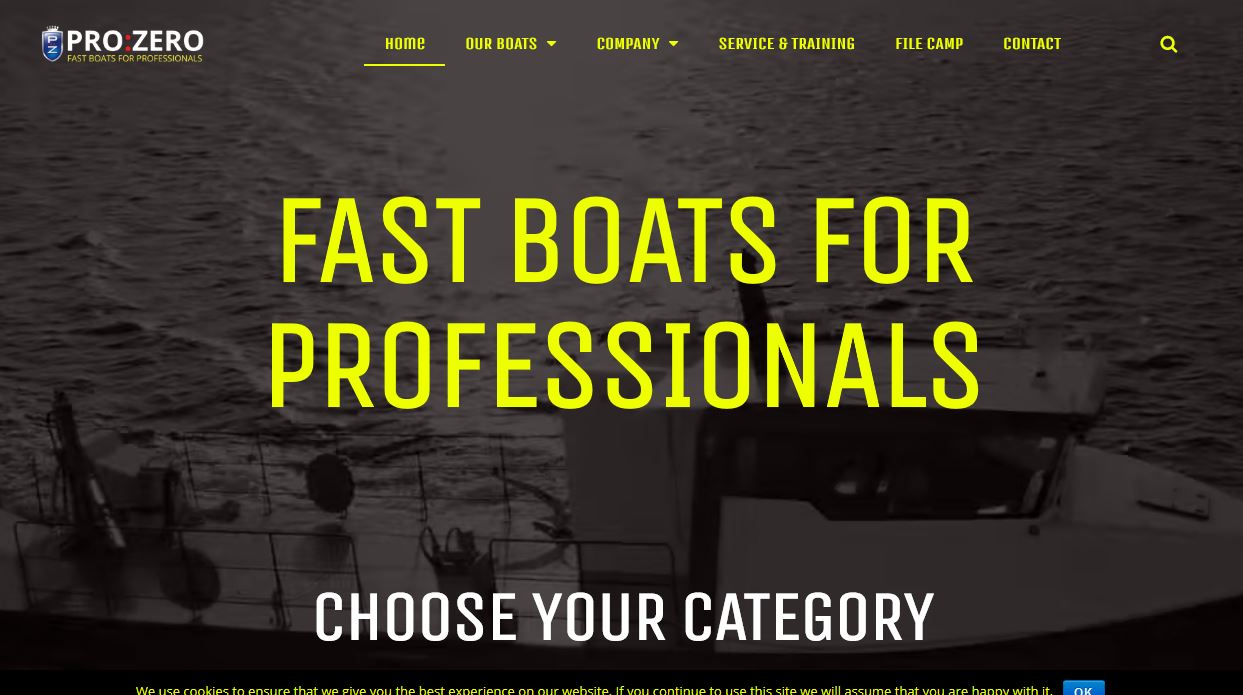 PZ
PRO:ZERO
FAST BOATS FOR PROFESSIONALS
Home
OUR BOATS
COMPANY
SERVICE & TRAINING
FILE CAMP
CONTACT
FAST BOATS FOR
PROFESSIONALS
CHOOSE YOUR CATEGORY
We use cookies to ensure that we give you the best experience on our website. If you continue to use this site we will assume that you are happy with it.
OK